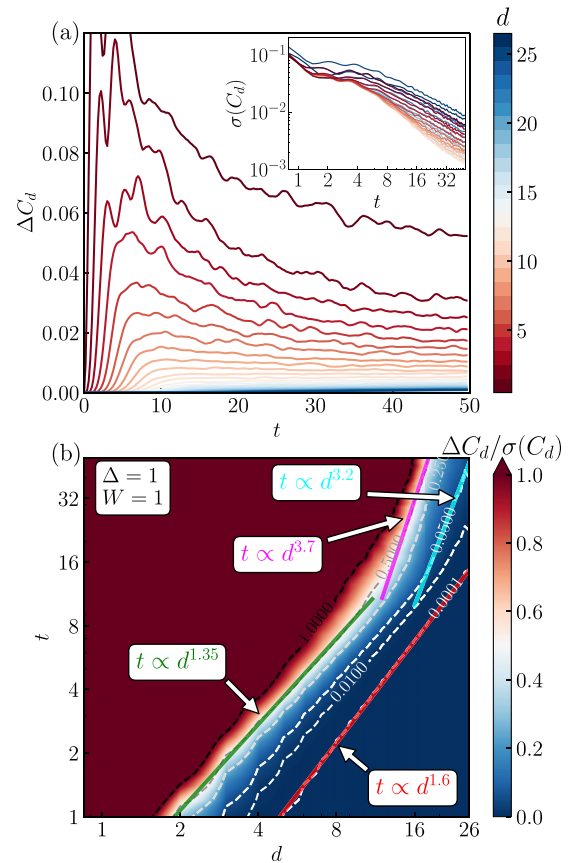 (a)
d
0.10
0.08
0.06
0.04
0.02
0.00
ΔC_d
0 10 20 30 40 50
t
10⁻¹
10⁻²
10⁻³
σ(C_d)
1 2 4 8 16 32
t
25
20
15
10
5
(b)
ΔC_d/σ(C_d)
Δ = 1
W = 1
t ∝ d^{3.2}
t ∝ d^{3.7}
t ∝ d^{1.35}
t ∝ d^{1.6}
1.0000
0.5000
0.0500
0.0100
0.0001
32
16
8
4
2
1
t
1 2 4 8 16 26
d
1.0
0.8
0.6
0.4
0.2
0.0